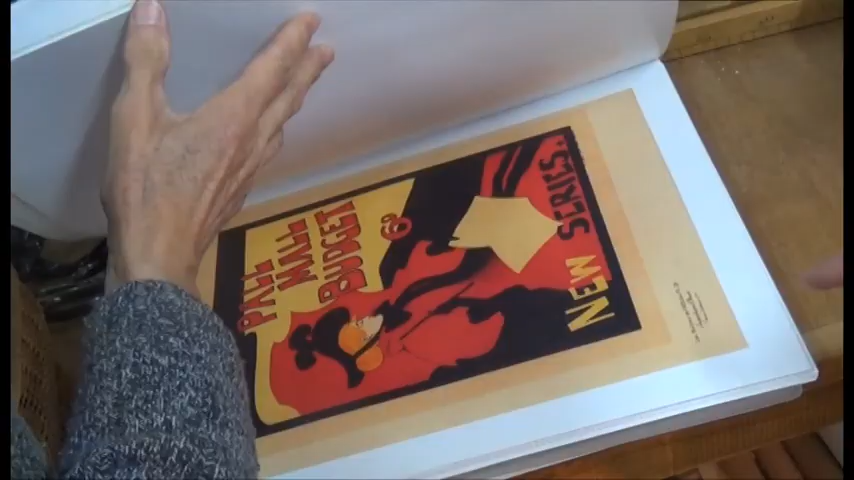 PALL
MALL
BUDGET
6D
NEW SERIES.